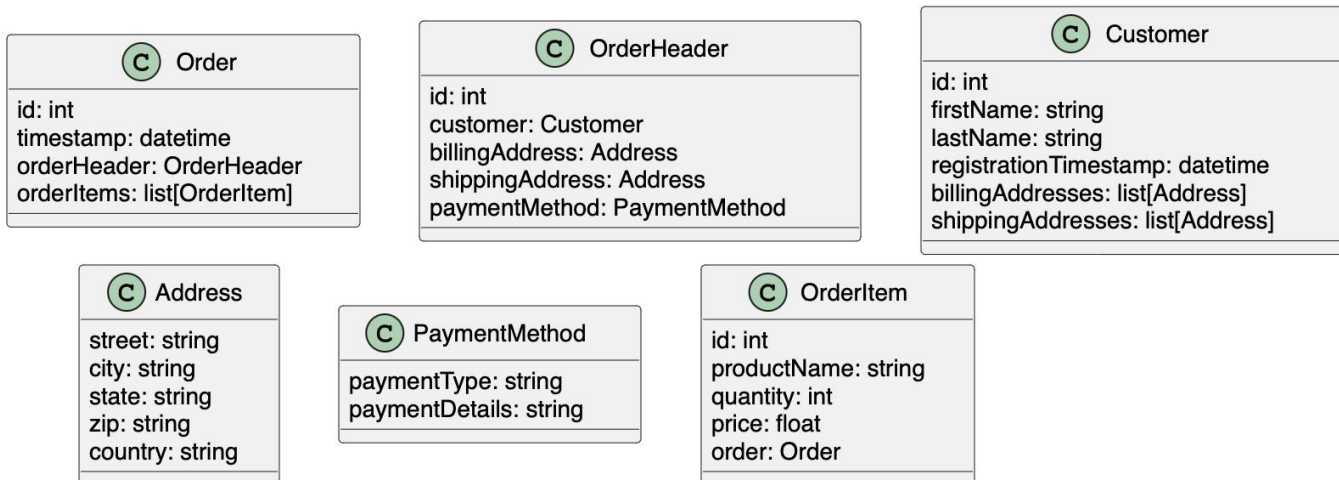 C Order
id: int
timestamp: datetime
orderHeader: OrderHeader
orderItems: list[OrderItem]
C OrderHeader
id: int
customer: Customer
billingAddress: Address
shippingAddress: Address
paymentMethod: PaymentMethod
C Customer
id: int
firstName: string
lastName: string
registrationTimestamp: datetime
billingAddresses: list[Address]
shippingAddresses: list[Address]
C Address
street: string
city: string
state: string
zip: string
country: string
C PaymentMethod
paymentType: string
paymentDetails: string
C OrderItem
id: int
productName: string
quantity: int
price: float
order: Order